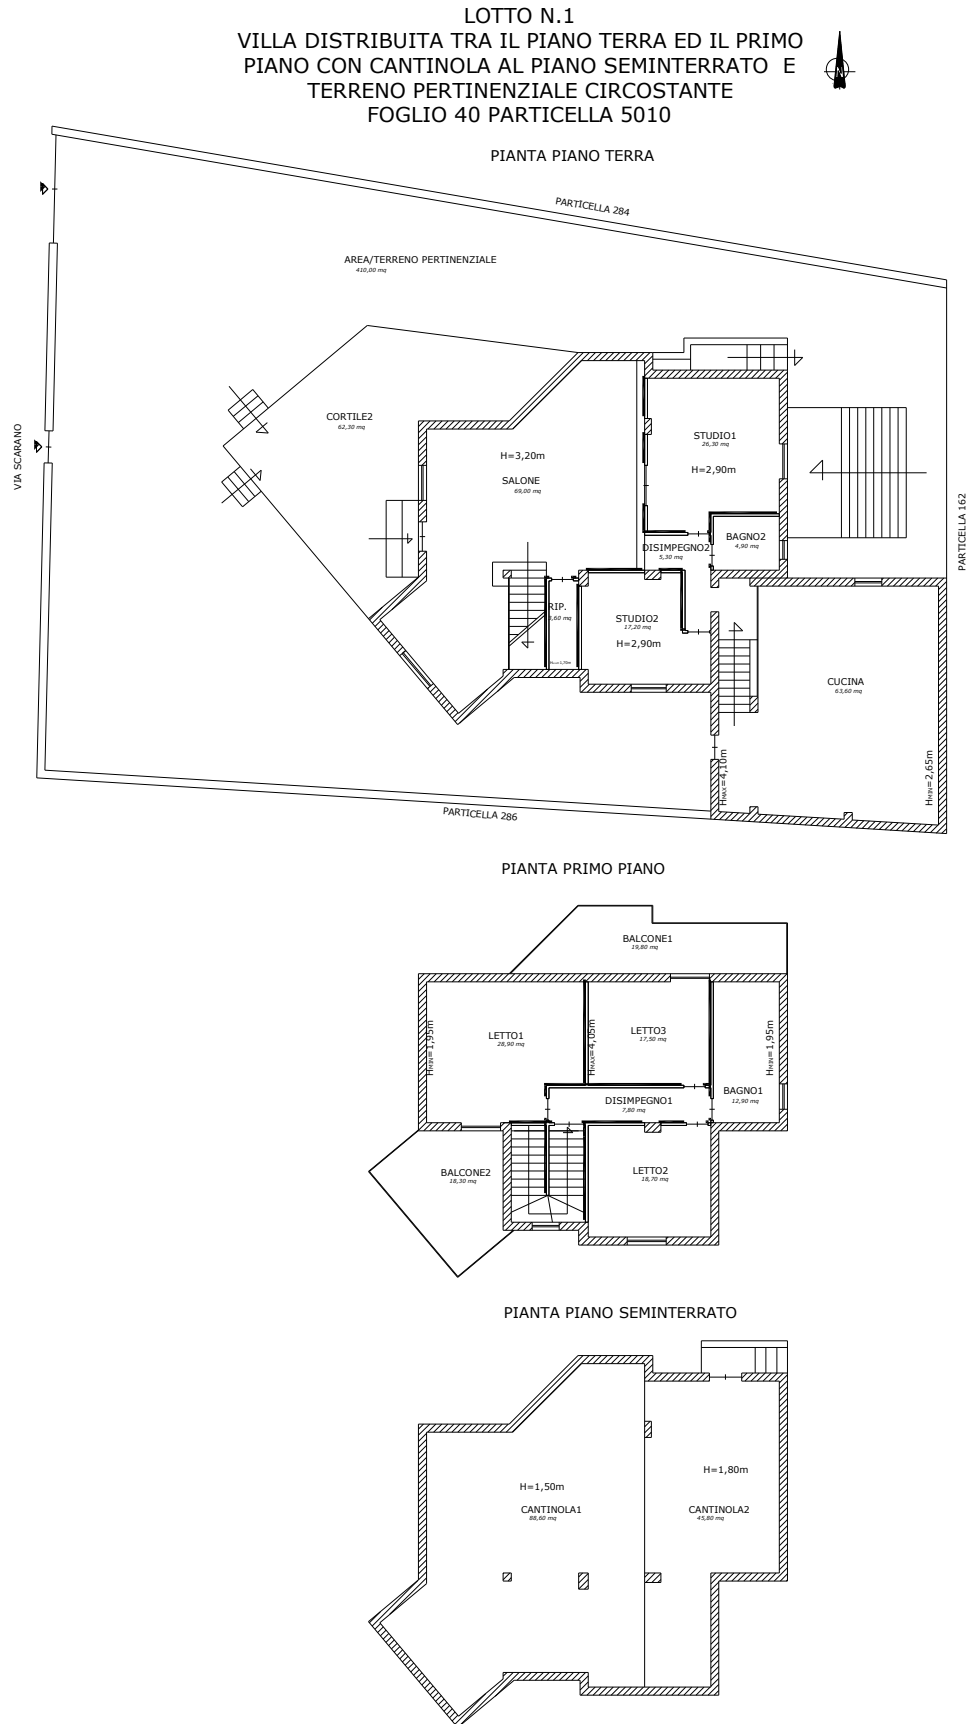 LOTTO N.1
VILLA DISTRIBUITA TRA IL PIANO TERRA ED IL PRIMO
PIANO CON CANTINOLA AL PIANO SEMINTERRATO E
TERRENO PERTINENZIALE CIRCOSTANTE
FOGLIO 40 PARTICELLA 5010
PIANTA PIANO TERRA
PARTICELLA 284
AREA/TERRENO PERTINENZIALE
410,00 mq
CORTILE2
62,30 mq
VIA SCARANO
H=3,20m
SALONE
69,00 mq
STUDIO1
26,30 mq
H=2,90m
BAGNO2
4,90 mq
DISIMPEGNO2
5,30 mq
PARTICELLA 162
RIP.
3,60 mq
STUDIO2
17,20 mq
H=2,90m
CUCINA
63,60 mq
HMAX=4,10m
HMIN=2,65m
PARTICELLA 286
PIANTA PRIMO PIANO
BALCONE1
19,80 mq
HMIN=1,95m
LETTO1
28,90 mq
HMAX=4,05m
LETTO3
17,50 mq
HMIN=1,95m
BAGNO1
12,90 mq
DISIMPEGNO1
7,80 mq
BALCONE2
18,30 mq
LETTO2
18,70 mq
PIANTA PIANO SEMINTERRATO
H=1,50m
CANTINOLA1
88,60 mq
H=1,80m
CANTINOLA2
45,80 mq